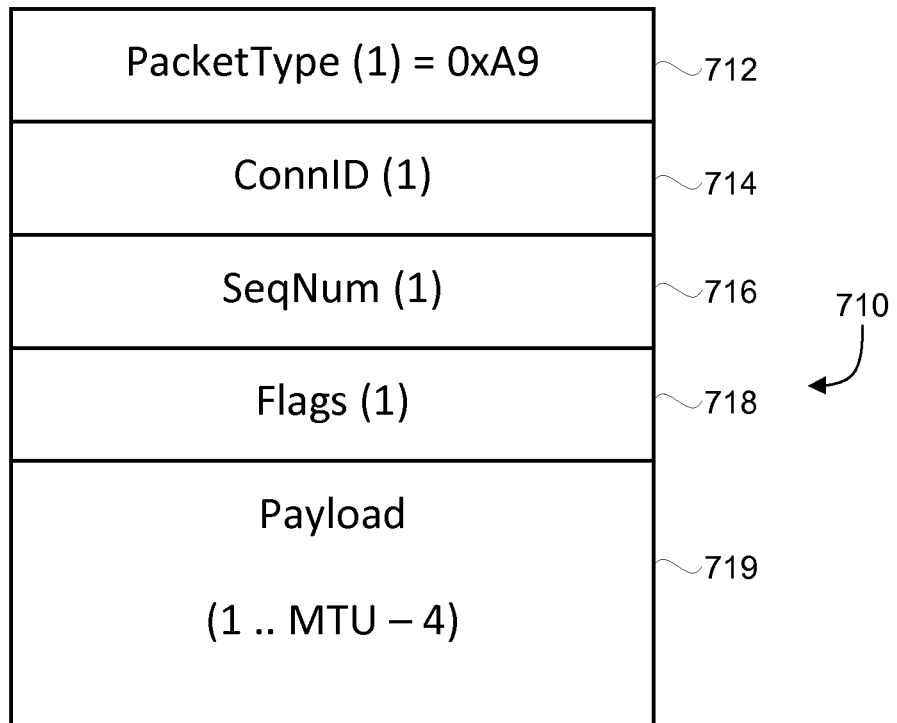 PacketType (1) = 0xA9
712
ConnID (1)
714
SeqNum (1)
716
710
Flags (1)
718
Payload
719
(1 .. MTU – 4)